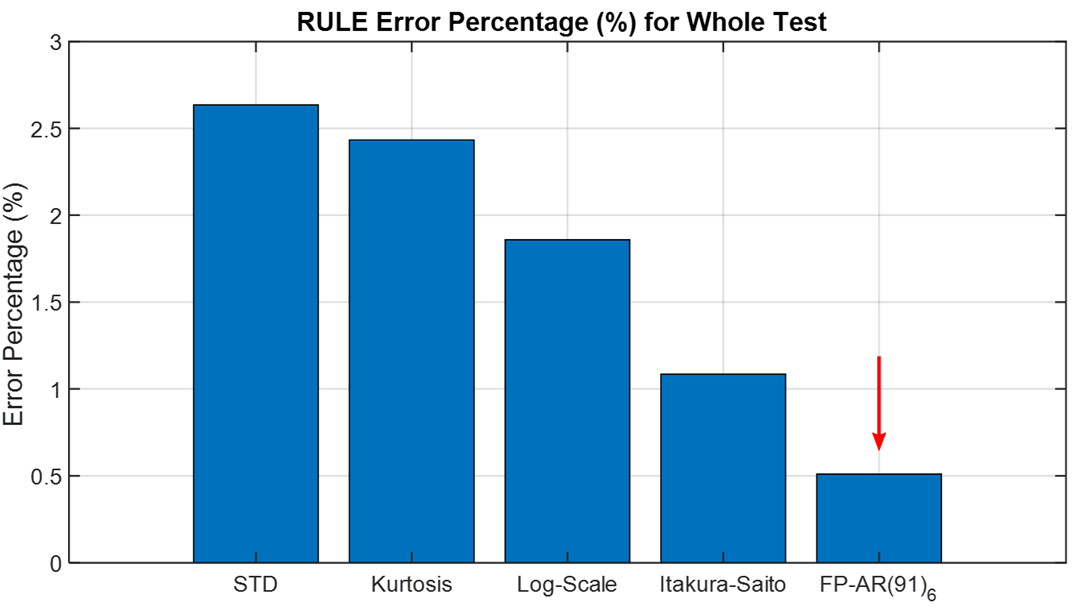 RULE Error Percentage (%) for Whole Test
Error Percentage (%)
3
2.5
2
1.5
1
0.5
0
STD Kurtosis Log-Scale Itakura-Saito FP-AR(91)₆